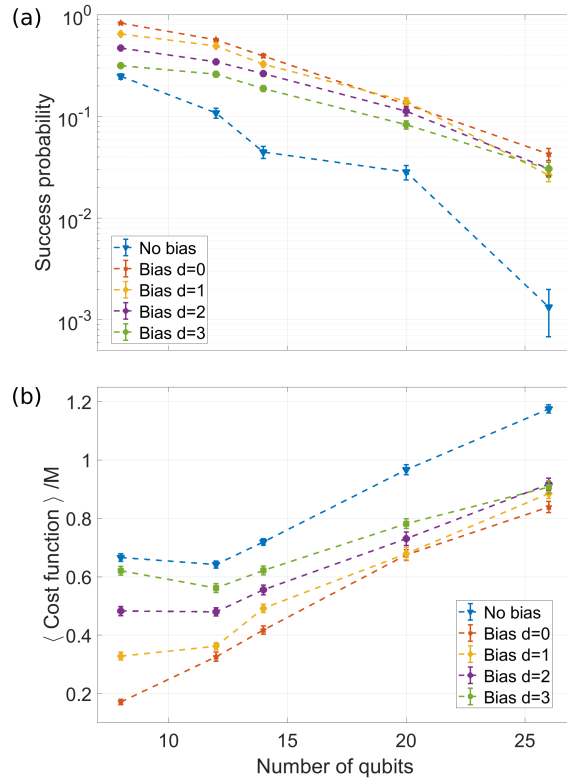 (a)
Success probability
10^0
10^-1
10^-2
10^-3
No bias
Bias d=0
Bias d=1
Bias d=2
Bias d=3
(b)
⟨ Cost function ⟩ /M
1.2
1
0.8
0.6
0.4
0.2
No bias
Bias d=0
Bias d=1
Bias d=2
Bias d=3
10 15 20 25
Number of qubits